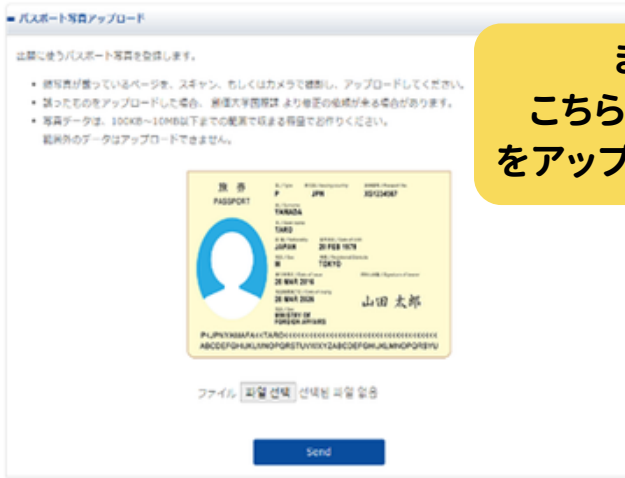 パスポート写真アップロード
出願に使うパスポート写真を登録します。
顔写真が載っているページを、スキャン、もしくはカメラで撮影し、アップロードしてください。
誤ったものをアップロードした場合、 より修正の依頼が来る場合があります。
写真データは、100KB～10MB以下までの範囲で収まる容量でお作りください。
範囲外のデータはアップロードできません。
こちら
をアップ
旅 券
PASSPORT
P JPN XS1234567
YAMADA
TARO
JAPAN 20 FEB 1979
M TOKYO
20 MAR 2016
20 MAR 2026
山田 太郎
MINISTRY OF
FOREIGN AFFAIRS
ファイル 파일 선택 선택된 파일 없음
Send